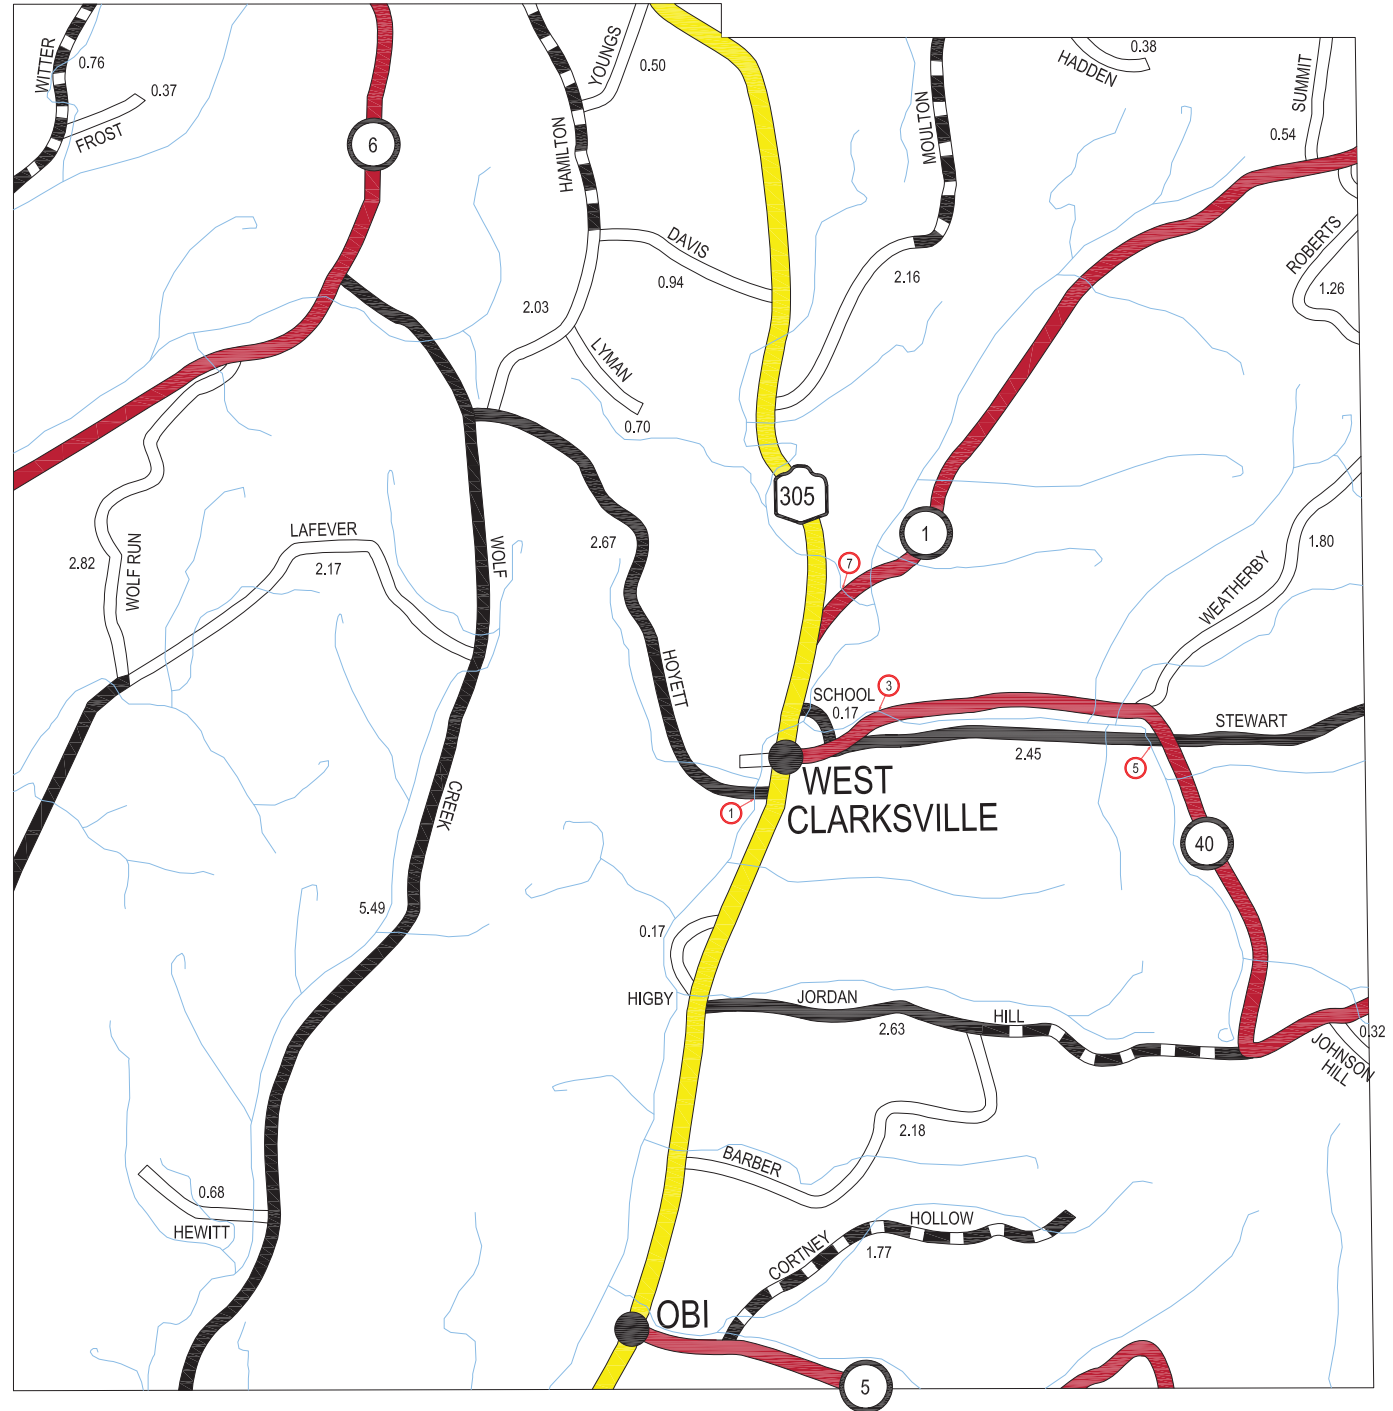 WITTER
0.76
0.37
FROST
6
YOUNGS
0.50
HAMILTON
0.38
HADDEN
SUMMIT
0.54
MOULTON
DAVIS
0.94
2.16
ROBERTS
1.26
2.03
LYMAN
0.70
305
1
LAFEVER
2.17
2.82
WOLF RUN
WOLF
2.67
7
1.80
WEATHERBY
HOYETT
SCHOOL
0.17
3
STEWART
2.45
5
CREEK
1
WEST
CLARKSVILLE
40
5.49
0.17
HIGBY
JORDAN
2.63
HILL
0.32
JOHNSON
HILL
2.18
BARBER
0.68
HEWITT
HOLLOW
CORTNEY
1.77
OBI
5